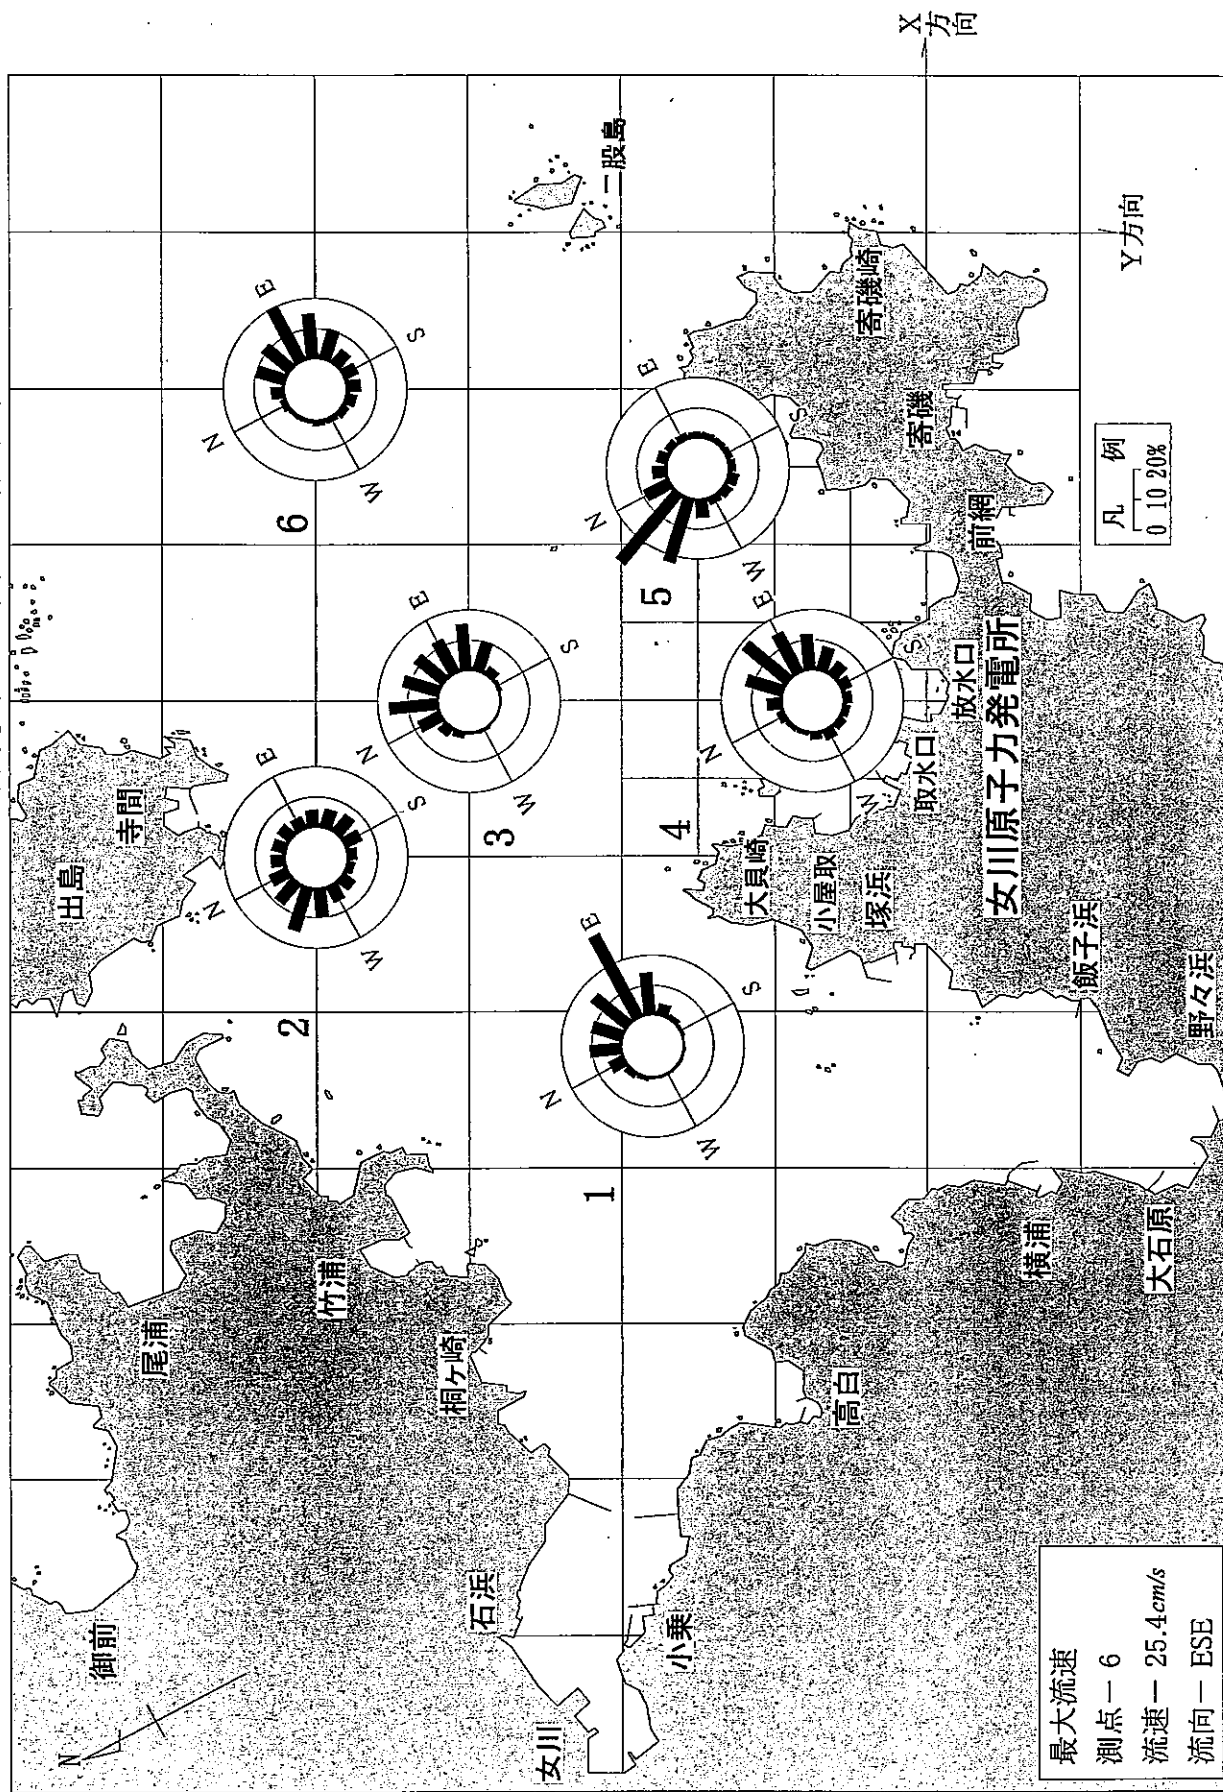 X方向
Y方向
出島
寺間
二股島
寄磯崎
寄磯
前網
放水口
女川原子力発電所
取水口
大貝崎
小屋取
塚浜
飯子浜
野々浜
横浦
大石原
高白
竹浦
尾浦
桐ケ崎
石浜
御前
小乗
女川
N
1
N
E
S
W
2
N
E
S
W
3
N
E
S
W
4
N
E
S
W
5
N
E
S
W
6
N
E
S
W
凡 例
0 10 20%
最大流速
測点－6
流速－25.4cm/s
流向－ESE